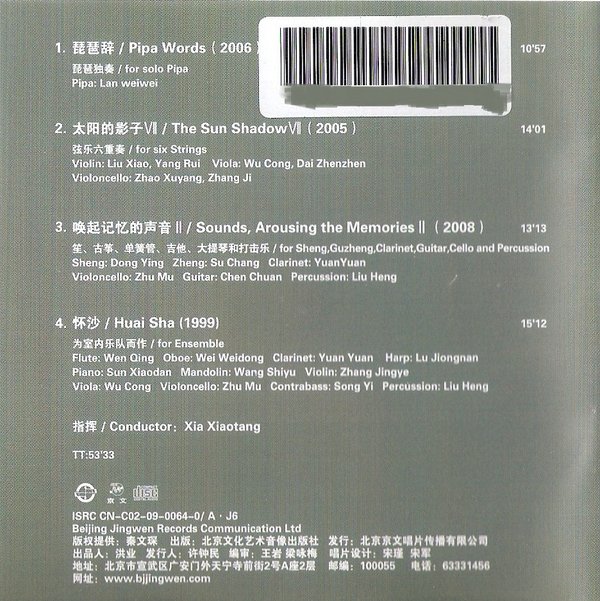 1. 琵琶辞 / Pipa Words ( 2006 )
10'57
琵琶独奏 / for solo Pipa
Pipa: Lan weiwei
2. 太阳的影子Ⅶ / The Sun Shadow Ⅶ ( 2005 )
14'01
弦乐六重奏 / for six Strings
Violin: Liu Xiao, Yang Rui Viola: Wu Cong, Dai Zhenzhen
Violoncello: Zhao Xuyang, Zhang Ji
3. 唤起记忆的声音Ⅱ / Sounds, Arousing the Memories Ⅱ ( 2008 )
13'13
笙、古筝、单簧管、吉他、大提琴和打击乐 / for Sheng,Guzheng,Clarinet,Guitar,Cello and Percussion
Sheng: Dong Ying Zheng: Su Chang Clarinet: YuanYuan
Violoncello: Zhu Mu Guitar: Chen Chuan Percussion: Liu Heng
4. 怀沙 / Huai Sha (1999)
15'12
为室内乐队而作 / for Ensemble
Flute: Wen Qing Oboe: Wei Weidong Clarinet: Yuan Yuan Harp: Lu Jiongnan
Piano: Sun Xiaodan Mandolin: Wang Shiyu Violin: Zhang Jingye
Viola: Wu Cong Violoncello: Zhu Mu Contrabass: Song Yi Percussion: Liu Heng
指挥 / Conductor: Xia Xiaotang
TT:53'33
京文
disc
ISRC CN-C02-09-0064-0/ A · J6
Beijing Jingwen Records Communication Ltd
版权提供: 秦文琛 出版: 北京文化艺术音像出版社 发行: 北京京文唱片传播有限公司
出品人: 洪业 发行人: 许钟民 编审: 王岩 梁咏梅 唱片设计: 宋瑾 宋军
地址: 北京市宣武区广安门外天宁寺前街2号A座2层 邮编: 100055 电话: 63331456
网址: www.bjjingwen.com